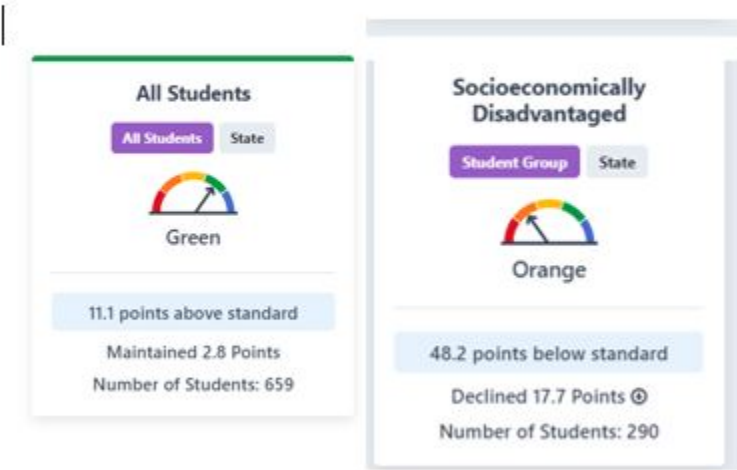 All Students
All Students State
Green
11.1 points above standard
Maintained 2.8 Points
Number of Students: 659
Socioeconomically
Disadvantaged
Student Group State
Orange
48.2 points below standard
Declined 17.7 Points
Number of Students: 290